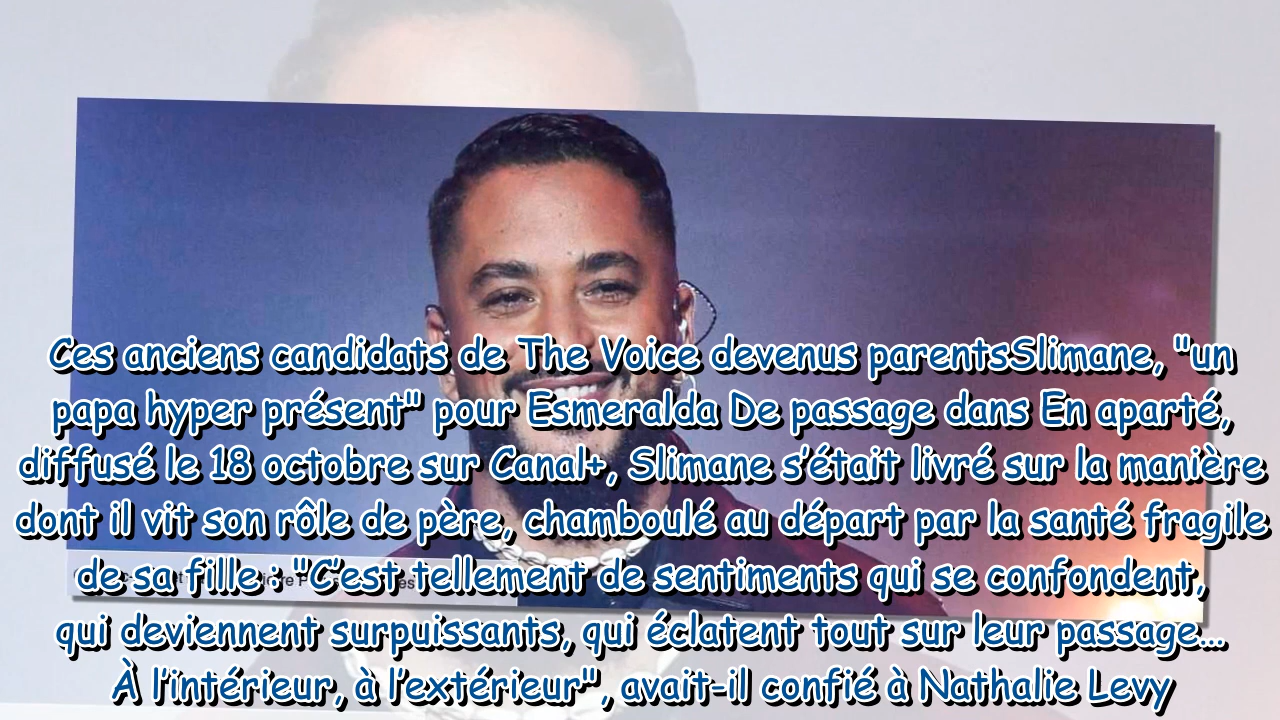 Ces anciens candidats de The Voice devenus parentsSlimane, "un
papa hyper présent" pour Esmeralda De passage dans En aparté,
diffusé le 18 octobre sur Canal+, Slimane s’était livré sur la manière
dont il vit son rôle de père, chamboulé au départ par la santé fragile
de sa fille : "C’est tellement de sentiments qui se confondent,
qui deviennent surpuissants, qui éclatent tout sur leur passage...
À l’intérieur, à l’extérieur", avait-il confié à Nathalie Levy